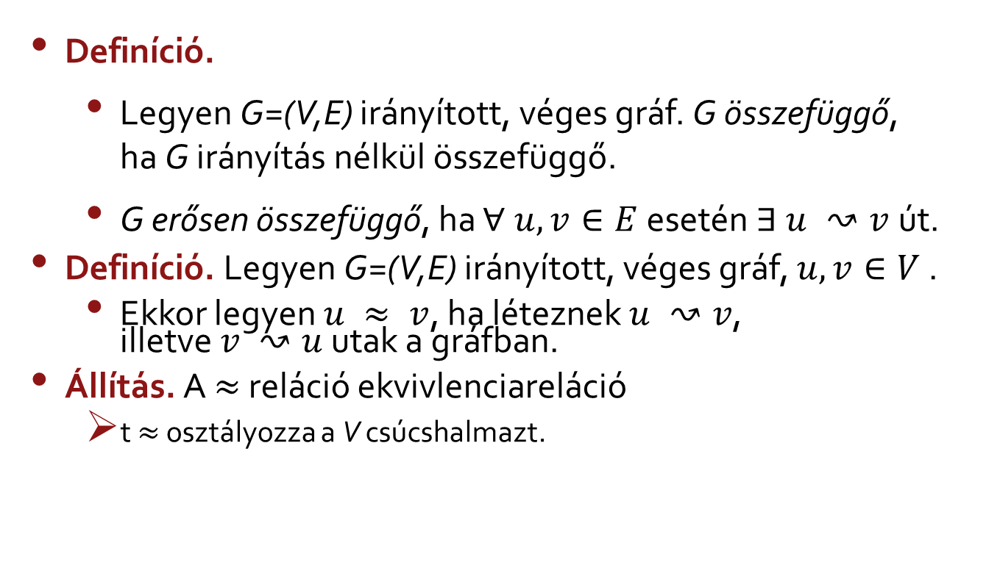 • Definíció.
• Legyen G=(V,E) irányított, véges gráf. G összefüggő,
ha G irányítás nélkül összefüggő.
• G erősen összefüggő, ha ∀ u, v ∈ E esetén ∃ u ↝ v út.
• Definíció. Legyen G=(V,E) irányított, véges gráf, u, v ∈ V .
• Ekkor legyen u ≈ v, ha léteznek u ↝ v,
illetve v ↝ u utak a gráfban.
• Állítás. A ≈ reláció ekvivlenciareláció
➢ t ≈ osztályozza a V csúcshalmazt.